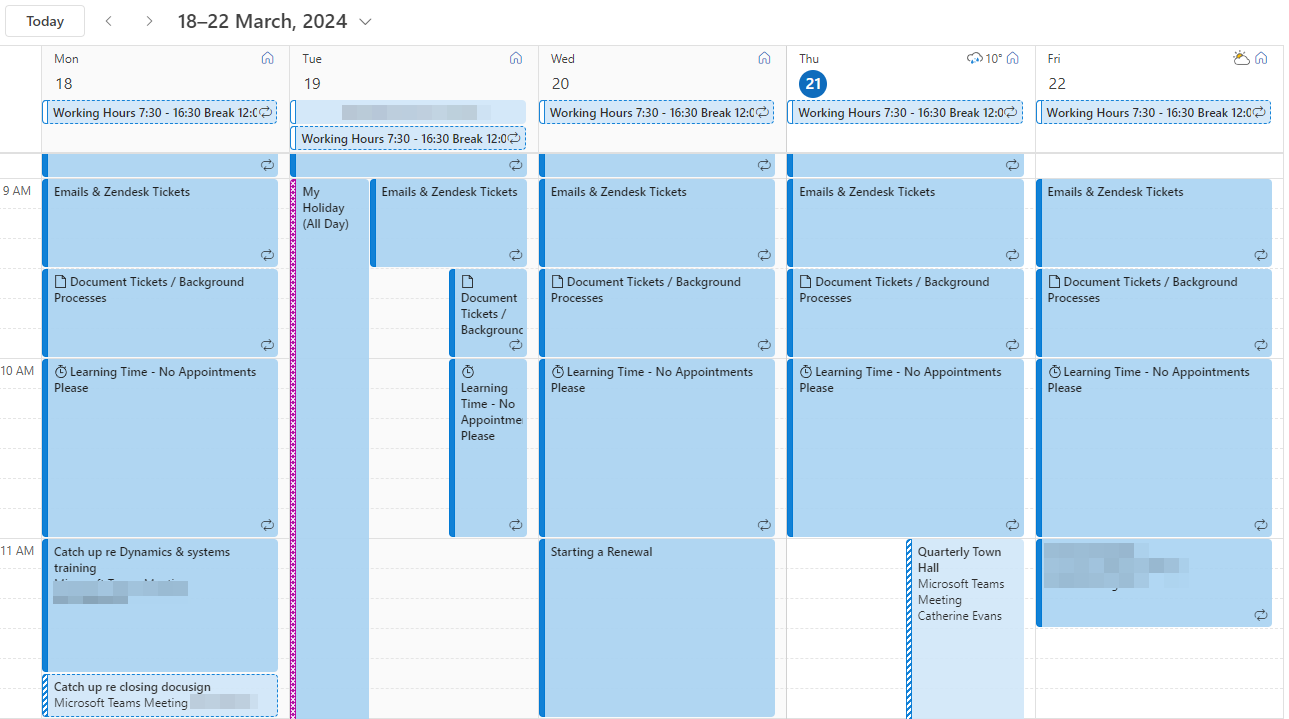 Today
18–22 March, 2024
Mon
Tue
Wed
Thu
10°
Fri
18
19
20
21
22
Working Hours 7:30 - 16:30 Break 12:0
Working Hours 7:30 - 16:30 Break 12:0
Working Hours 7:30 - 16:30 Break 12:0
Working Hours 7:30 - 16:30 Break 12:0
Working Hours 7:30 - 16:30 Break 12:0
9 AM
Emails & Zendesk Tickets
My
Holiday
(All Day)
Emails & Zendesk Tickets
Emails & Zendesk Tickets
Emails & Zendesk Tickets
Emails & Zendesk Tickets
Document Tickets / Background
Processes
Document
Tickets /
Background
Document Tickets / Background
Processes
Document Tickets / Background
Processes
Document Tickets / Background
Processes
10 AM
Learning Time - No Appointments
Please
Learning
Time - No
Appointme
Please
Learning Time - No Appointments
Please
Learning Time - No Appointments
Please
Learning Time - No Appointments
Please
11 AM
Catch up re Dynamics & systems
training
Starting a Renewal
Quarterly Town
Hall
Microsoft Teams
Meeting
Catherine Evans
Catch up re closing docusign
Microsoft Teams Meeting